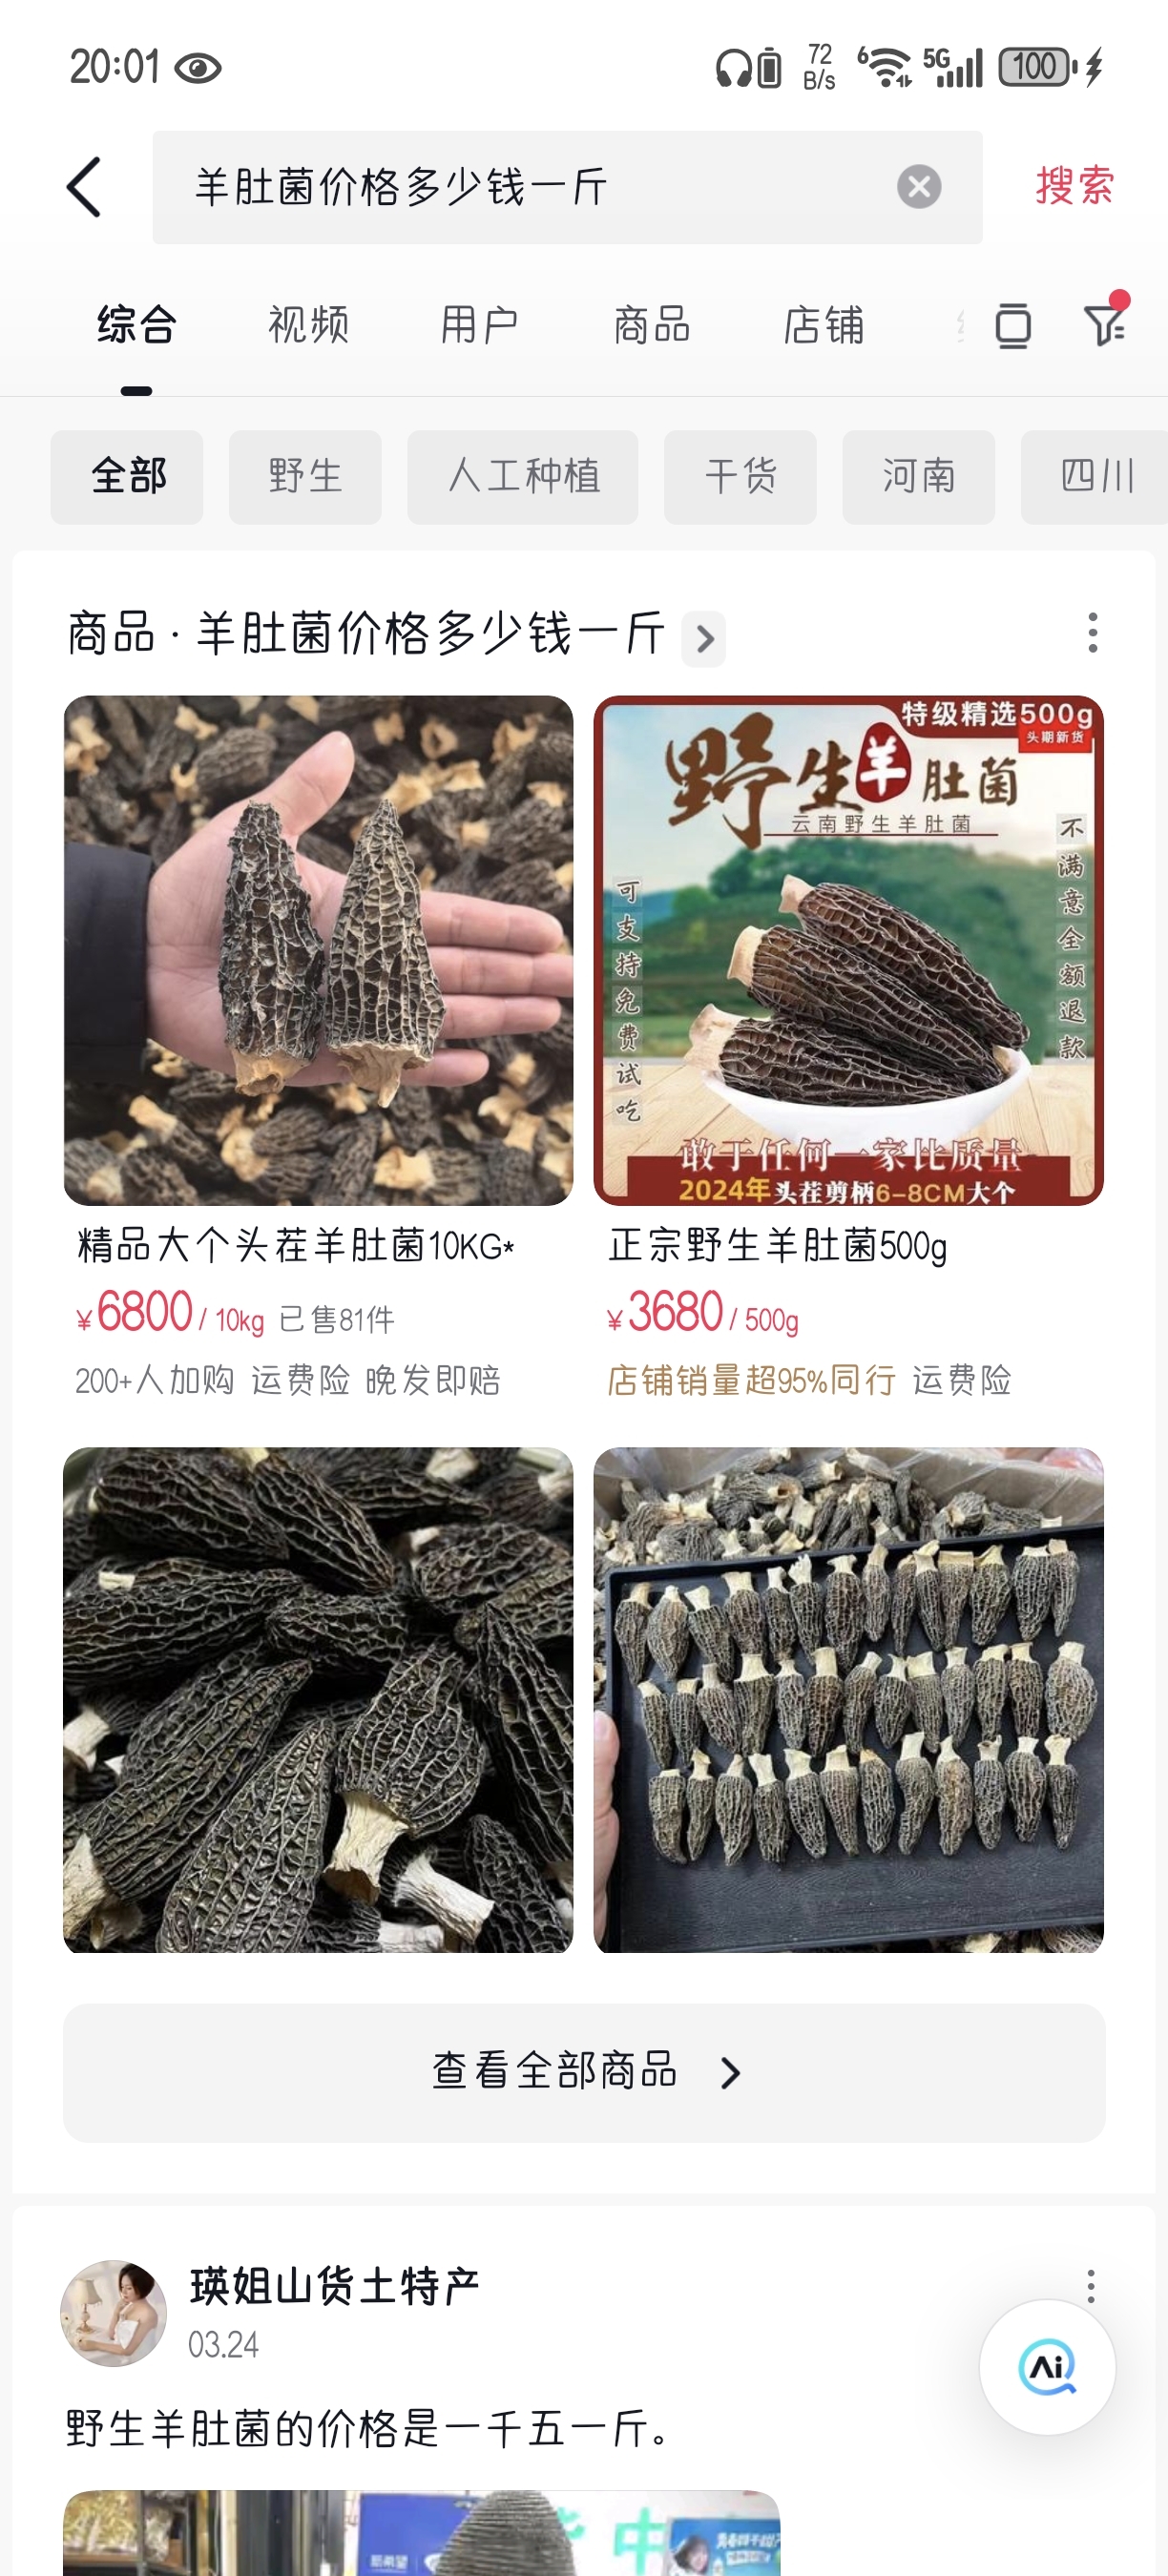 20:01
72
B/s
6
5G
100
羊肚菌价格多少钱一斤
搜索
综合 视频 用户 商品 店铺
全部 野生 人工种植 干货 河南 四川
商品 · 羊肚菌价格多少钱一斤
特级精选500g
头期新货
野生羊肚菌
云南野生羊肚菌
可支持免费试吃
不满意全额退款
敢于任何一家比质量
2024年头茬剪柄6-8CM大个
精品大个头茬羊肚菌10KG*
¥6800/ 10kg 已售81件
200+人加购 运费险 晚发即赔
正宗野生羊肚菌500g
¥3680/ 500g
店铺销量超95%同行 运费险
查看全部商品
瑛姐山货土特产
03.24
Ai
野生羊肚菌的价格是一千五一斤。
中